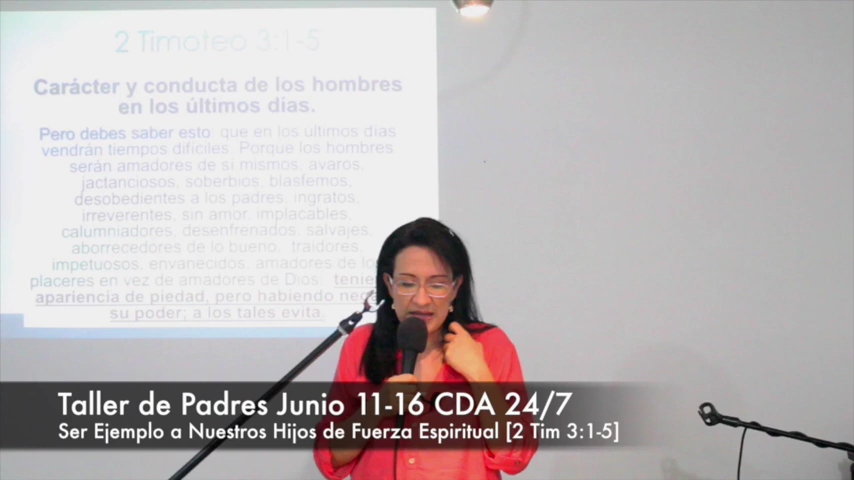 2 Timoteo 3:1-5
Carácter y conducta de los hombres
en los últimos días.
Pero debes saber esto: que en los últimos días
vendrán tiempos difíciles. Porque los hombres
serán amadores de sí mismos, avaros,
jactanciosos, soberbios, blasfemos,
desobedientes a los padres, ingratos,
irreverentes, sin amor, implacables,
calumniadores, desenfrenados, salvajes,
aborrecedores de lo bueno, traidores,
impetuosos, envanecidos, amadores de
placeres en vez de amadores de Dios;
apariencia de piedad, pero habiendo
su poder; a los tales evita.
Taller de Padres Junio 11-16 CDA 24/7
Ser Ejemplo a Nuestros Hijos de Fuerza Espiritual [2 Tim 3:1-5]